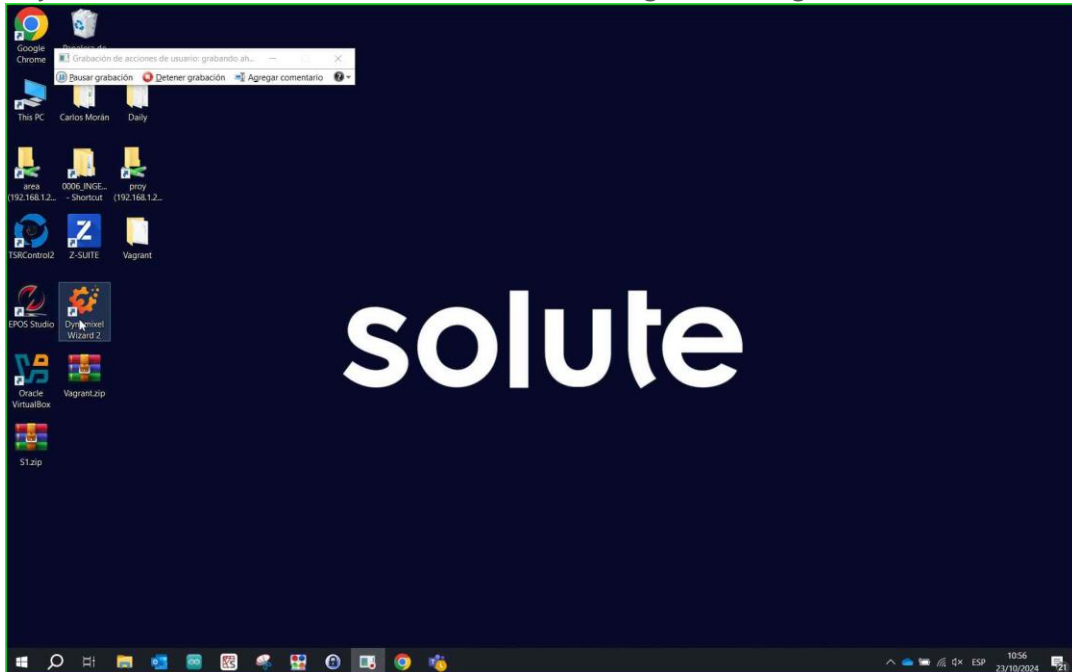 Google
Chrome
Grabación de acciones de usuario: grabando ah...
Pausar grabación
Detener grabación
Agregar comentario
This PC
Carlos Morán
Daily
area
(192.168.1.2...
0006_INGE...
- Shortcut
proy
(192.168.1.2...
TSRControl2
Z-SUITE
Vagrant
EPOS Studio
Dynamixel
Wizard 2
solute
Oracle
VirtualBox
Vagrant.zip
S1.zip
ESP
10:56
23/10/2024
21